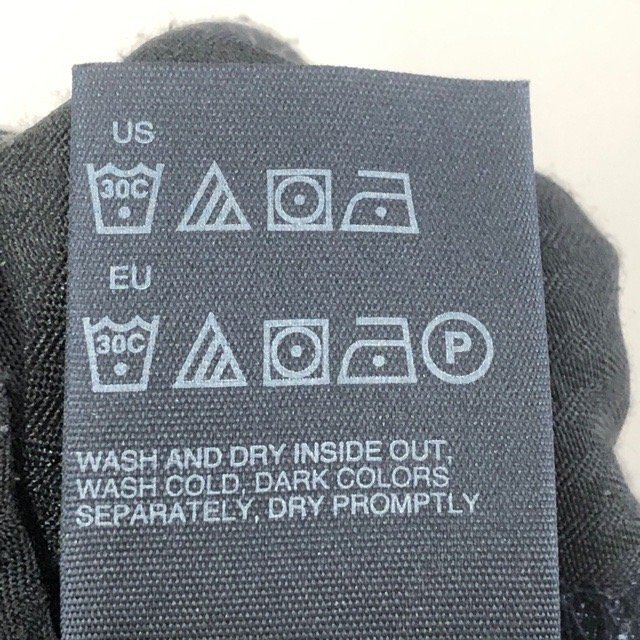 US
30C
EU
30C P
WASH AND DRY INSIDE OUT,
WASH COLD, DARK COLORS
SEPARATELY, DRY PROMPTLY